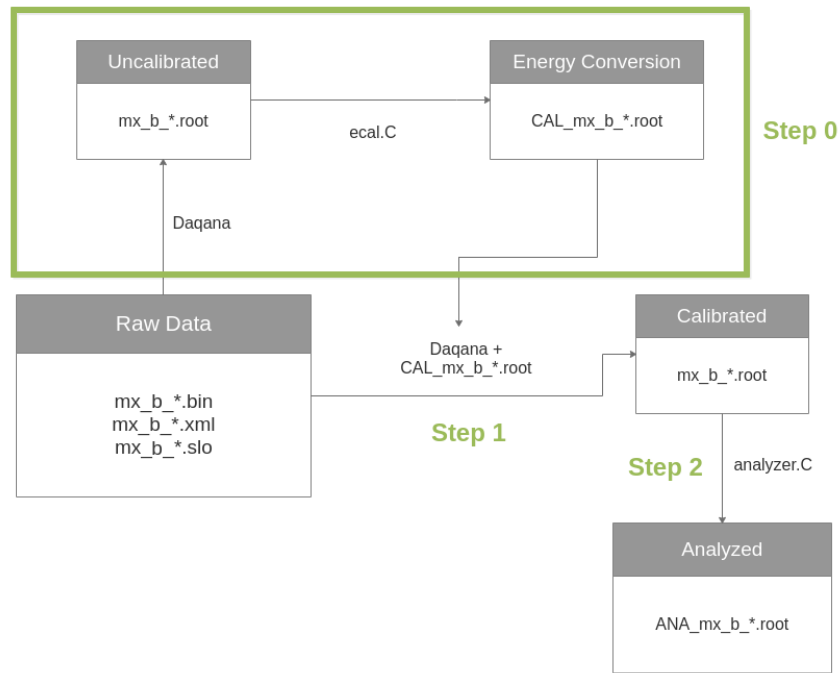 Uncalibrated
mx_b_*.root
ecal.C
Energy Conversion
CAL_mx_b_*.root
Step 0
Daqana
Raw Data
mx_b_*.bin
mx_b_*.xml
mx_b_*.slo
Daqana +
CAL_mx_b_*.root
Step 1
Calibrated
mx_b_*.root
Step 2
analyzer.C
Analyzed
ANA_mx_b_*.root